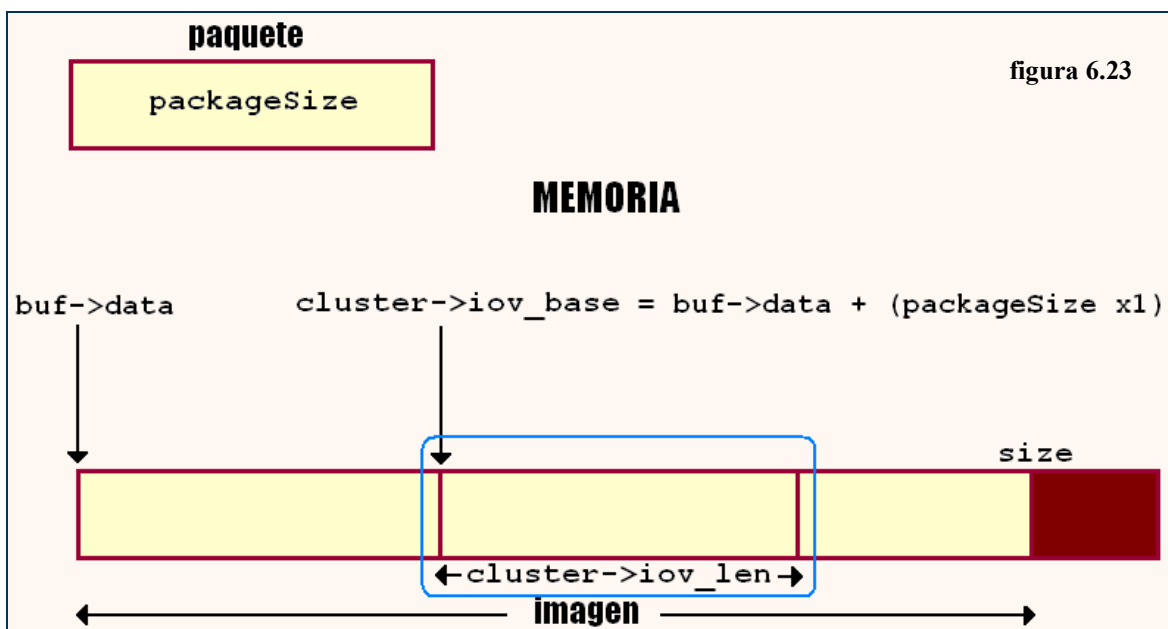 paquete
figura 6.23
packageSize
MEMORIA
buf->data
cluster->iov_base = buf->data + (packageSize x1)
size
cluster->iov_len
imagen